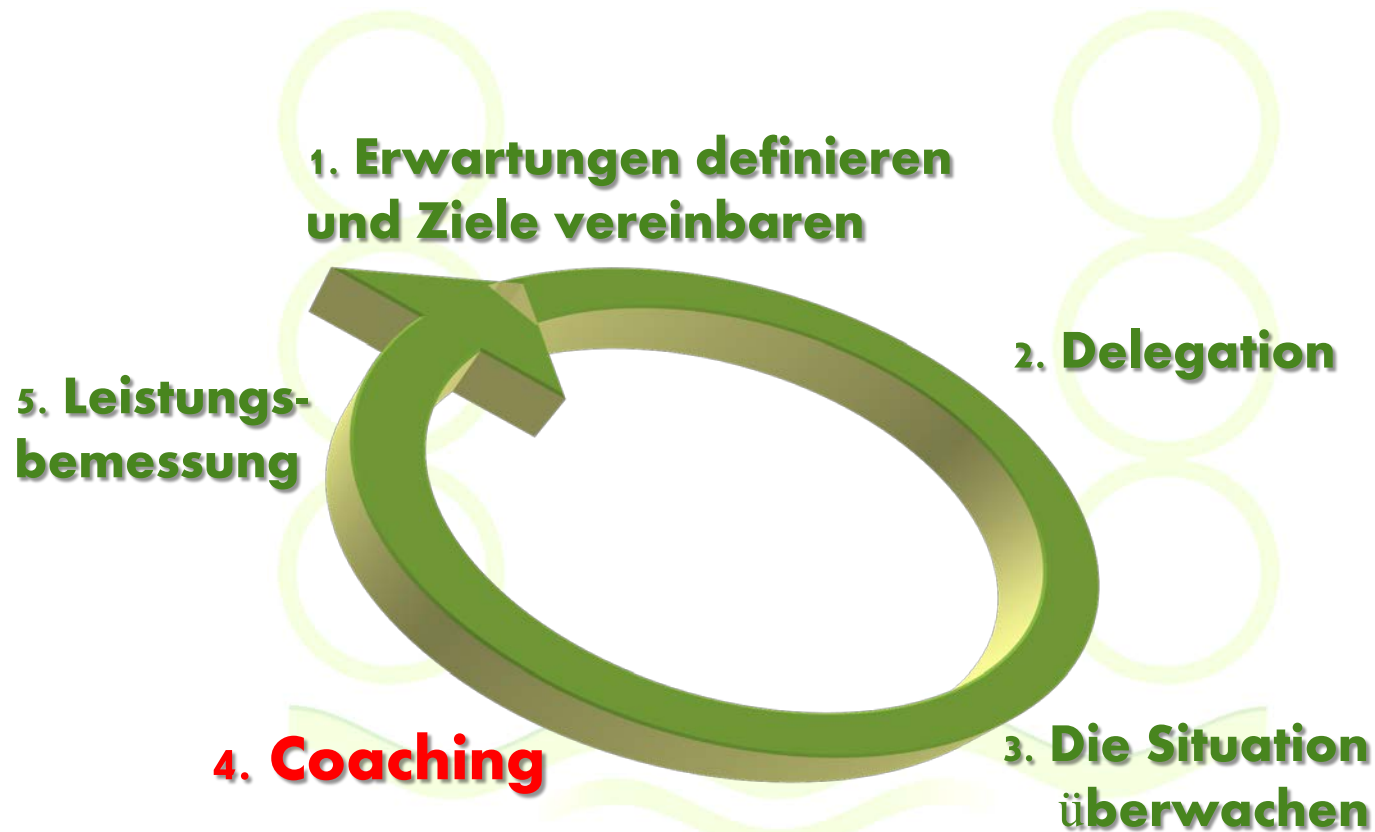 1. Erwartungen definieren
und Ziele vereinbaren
2. Delegation
3. Die Situation
überwachen
4. Coaching
5. Leistungs-
bemessung